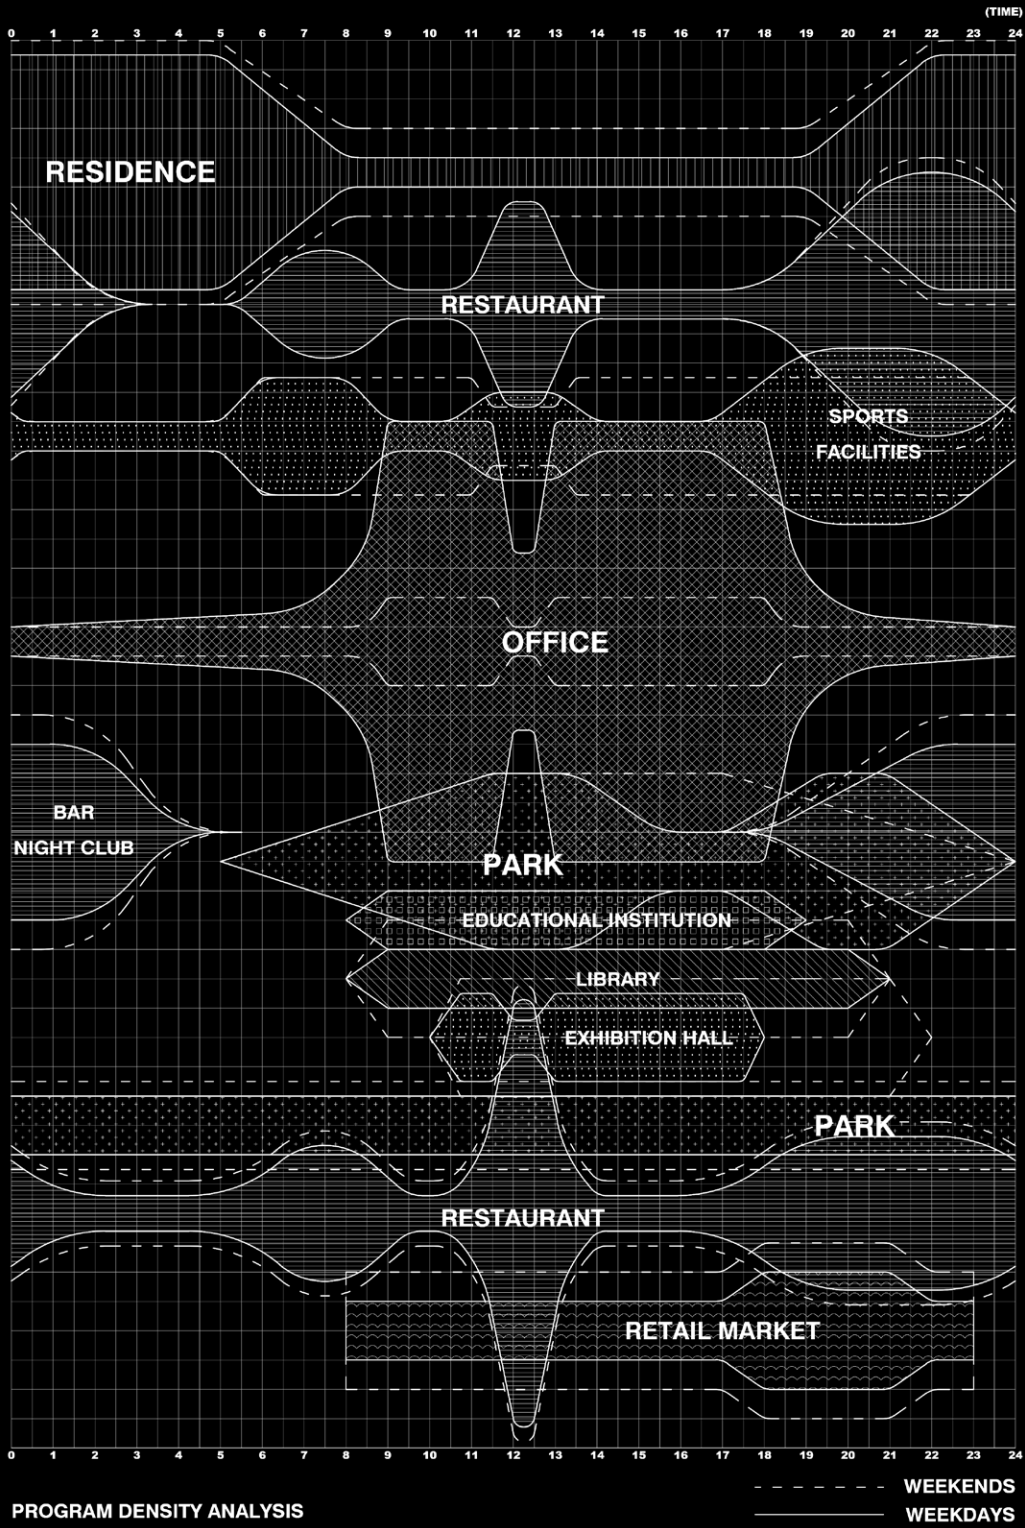 (TIME)
0 1 2 3 4 5 6 7 8 9 10 11 12 13 14 15 16 17 18 19 20 21 22 23 24
RESIDENCE
RESTAURANT
SPORTS
FACILITIES
OFFICE
BAR
NIGHT CLUB
PARK
EDUCATIONAL INSTITUTION
LIBRARY
EXHIBITION HALL
PARK
RESTAURANT
RETAIL MARKET
0 1 2 3 4 5 6 7 8 9 10 11 12 13 14 15 16 17 18 19 20 21 22 23 24
WEEKENDS
PROGRAM DENSITY ANALYSIS
WEEKDAYS